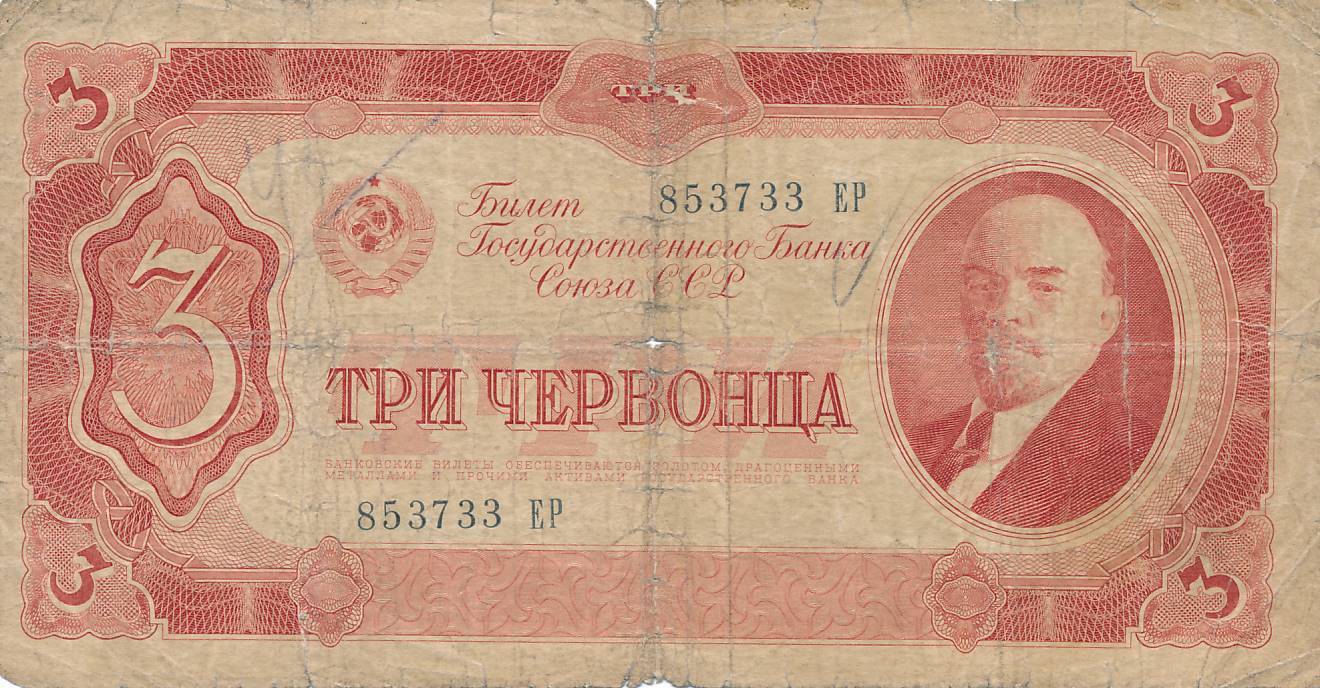 3
ТРИ
3
Билет
853733 ЕР
Государственного Банка
Союза ССР
3
ТРИ
ТРИ ЧЕРВОНЦА
БАНКОВСКИЕ БИЛЕТЫ ОБЕСПЕЧИВАЮТСЯ ЗОЛОТОМ, ДРАГОЦЕННЫМИ
МЕТАЛЛАМИ И ПРОЧИМИ АКТИВАМИ ГОСУДАРСТВЕННОГО БАНКА
853733 ЕР
3
3